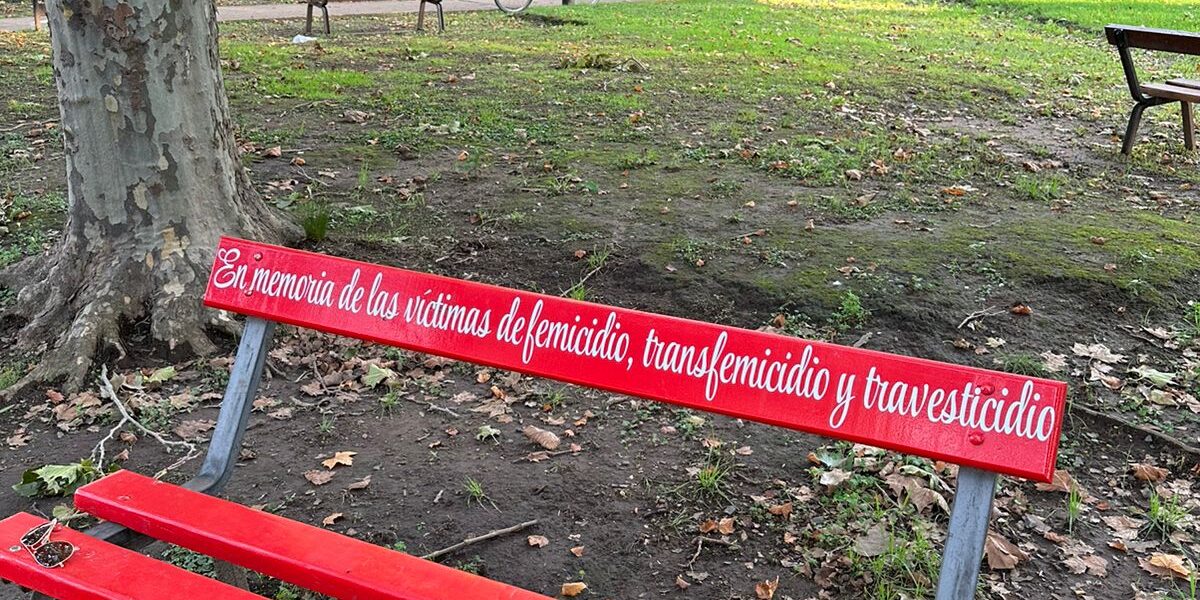 En memoria de las víctimas de femicidio, transfemicidio y travesticidio